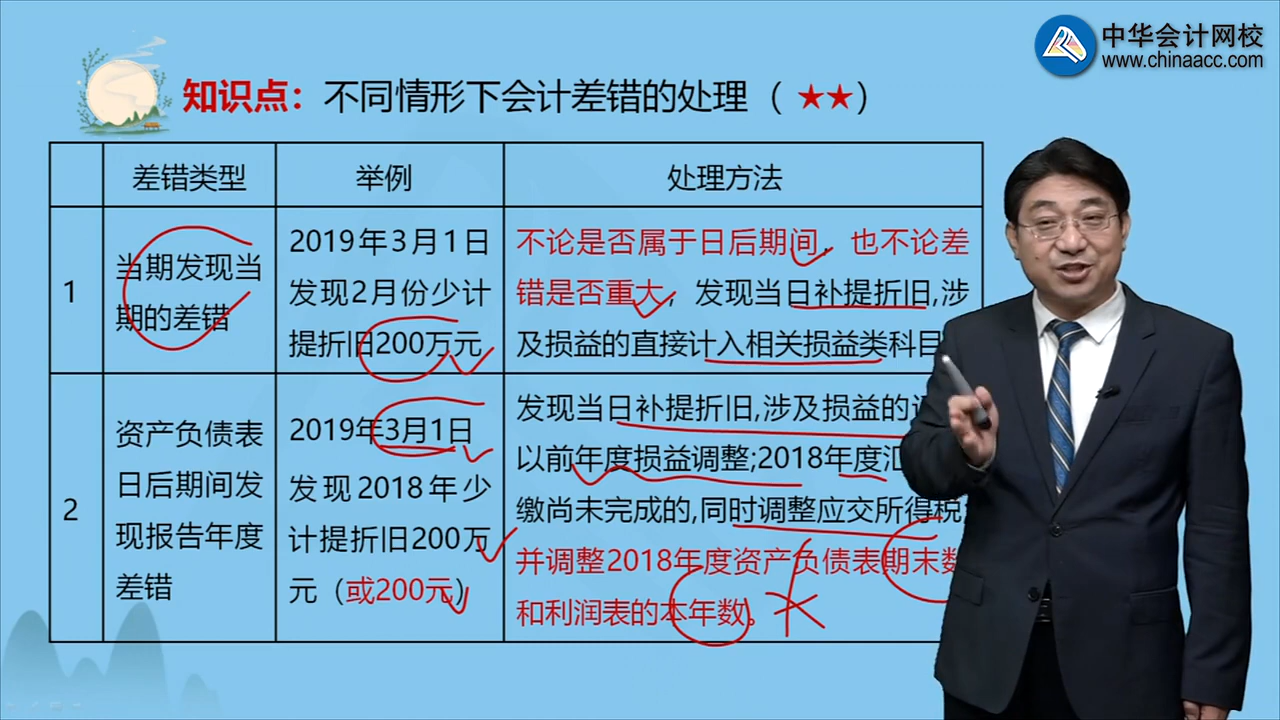 中华会计网校
www.chinaacc.com
知识点：不同情形下会计差错的处理（★★）
差错类型 举例 处理方法
1
当期发现当
期的差错
2019年3月1日
发现2月份少计
提折旧200万元
不论是否属于日后期间，也不论差
错是否重大，发现当日补提折旧,涉
及损益的直接计入相关损益类科目
2
资产负债表
日后期间发
现报告年度
差错
2019年3月1日
发现2018年少
计提折旧200万
元（或200元）
发现当日补提折旧,涉及损益的
以前年度损益调整;2018年度汇
缴尚未完成的,同时调整应交所得税;
并调整2018年度资产负债表期末数
和利润表的本年数。